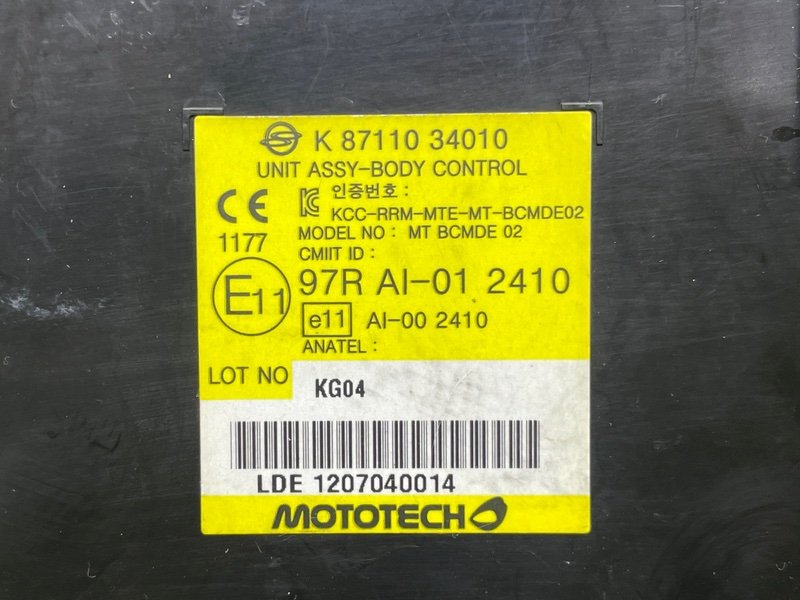 K 87110 34010
UNIT ASSY-BODY CONTROL
인증번호 :
KCC-RRM-MTE-MT-BCMDE02
CE
1177
MODEL NO : MT BCMDE 02
CMIIT ID :
E11
97R AI-01 2410
e11 AI-00 2410
ANATEL :
LOT NO KG04
LDE 1207040014
MOTOTECH